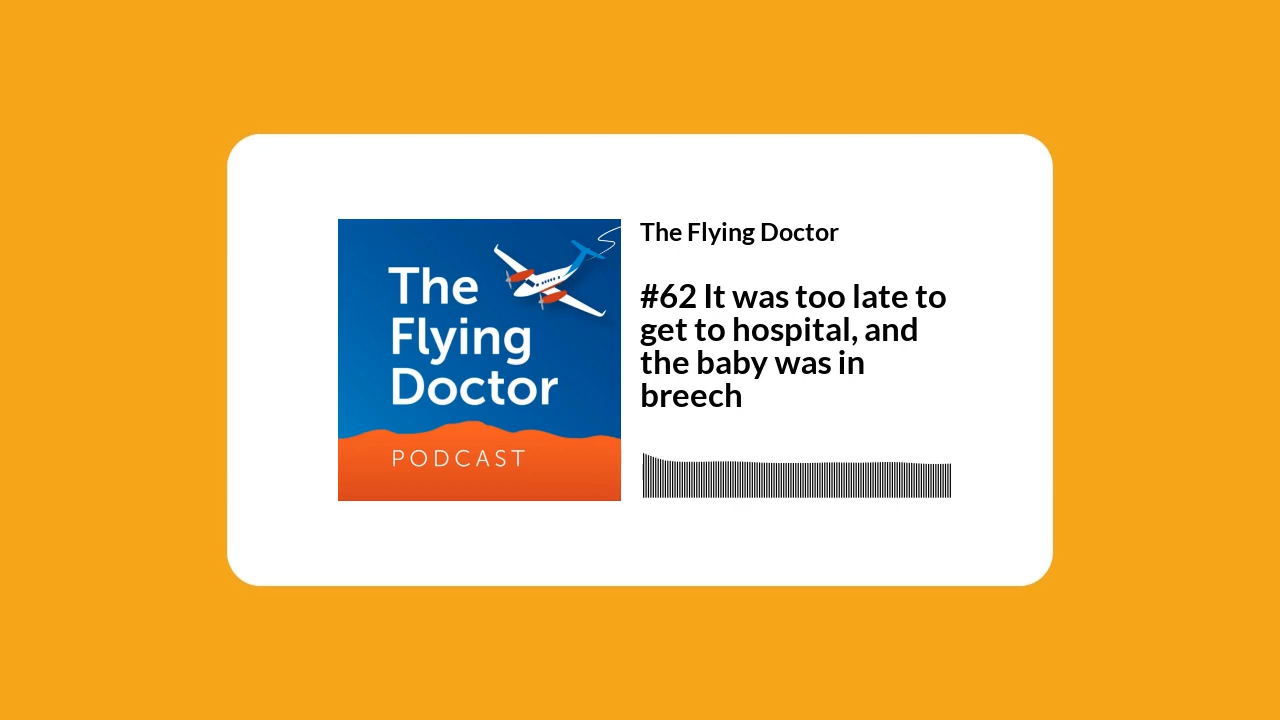 The
Flying
Doctor
PODCAST
The Flying Doctor
#62 It was too late to
get to hospital, and
the baby was in
breech